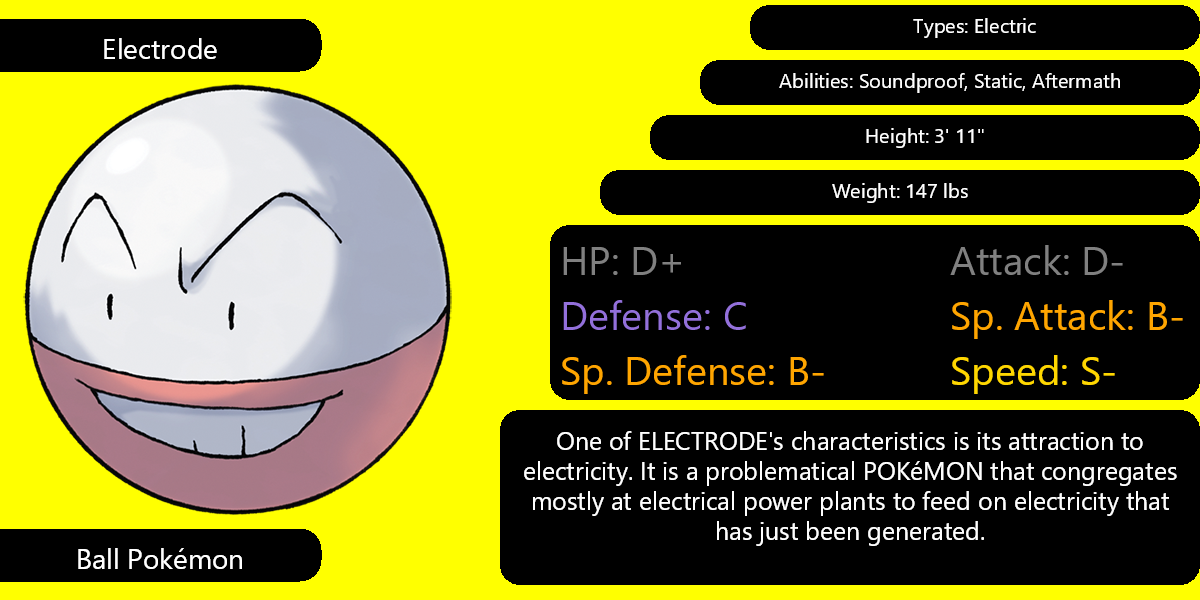 Electrode
Types: Electric
Abilities: Soundproof, Static, Aftermath
Height: 3' 11"
Weight: 147 lbs
HP: D+
Attack: D-
Defense: C
Sp. Attack: B-
Sp. Defense: B-
Speed: S-
One of ELECTRODE's characteristics is its attraction to
electricity. It is a problematical POKéMON that congregates
mostly at electrical power plants to feed on electricity that
has just been generated.
Ball Pokémon